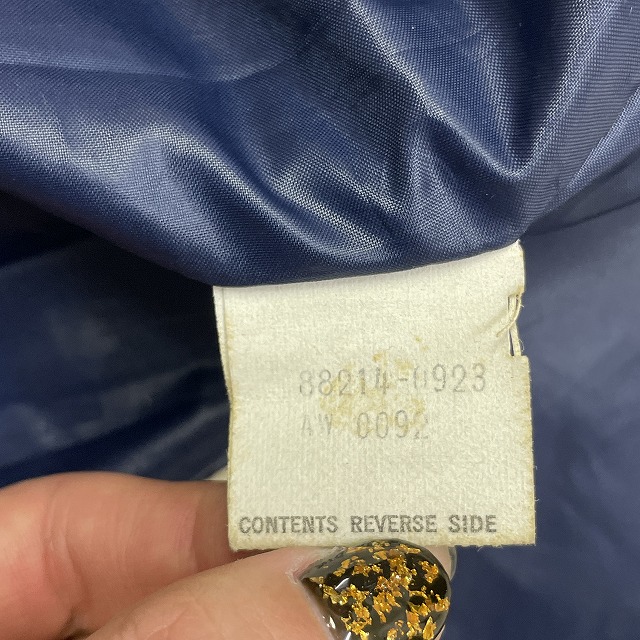 88214-0923
AW 0092
CONTENTS REVERSE SIDE